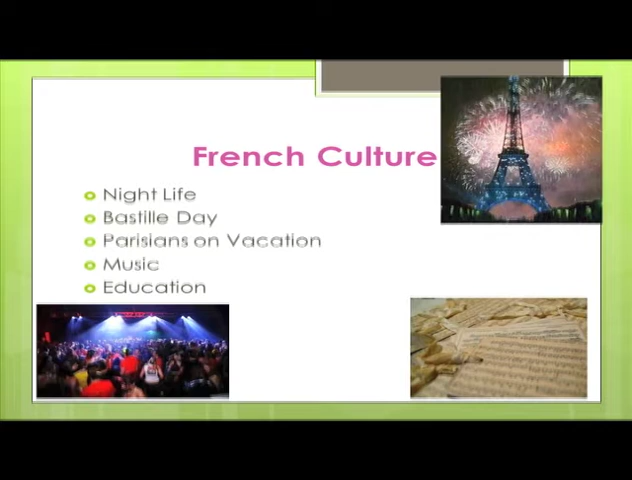 French Culture
Night Life
Bastille Day
Parisians on Vacation
Music
Education